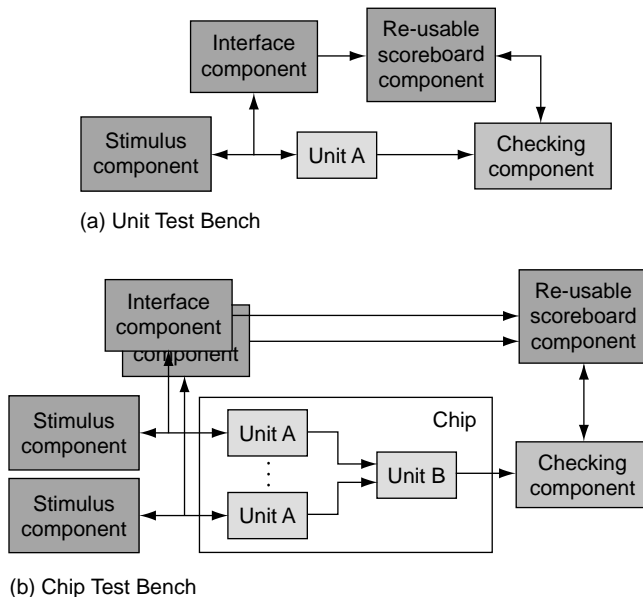 Interface
component
Re-usable
scoreboard
component
Stimulus
component
Unit A
Checking
component
(a) Unit Test Bench
Interface
component
component
Re-usable
scoreboard
component
Stimulus
component
Unit A
Chip
Unit B
Checking
component
Stimulus
component
Unit A
(b) Chip Test Bench